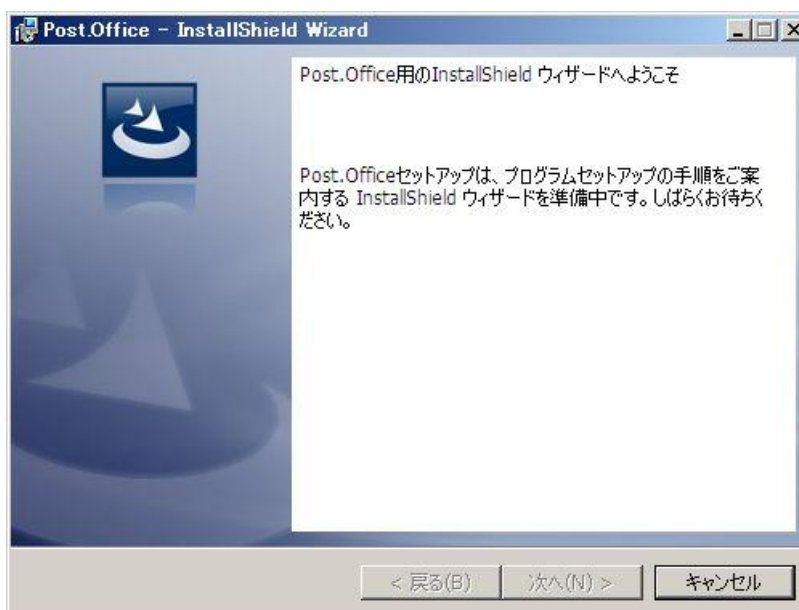 Post.Office - InstallShield Wizard
Post.Office用のInstallShield ウィザードへようこそ
Post.Officeセットアップは、プログラムセットアップの手順をご案
内する InstallShield ウィザードを準備中です。しばらくお待ちく
ださい。
< 戻る(B)
次へ(N) >
キャンセル